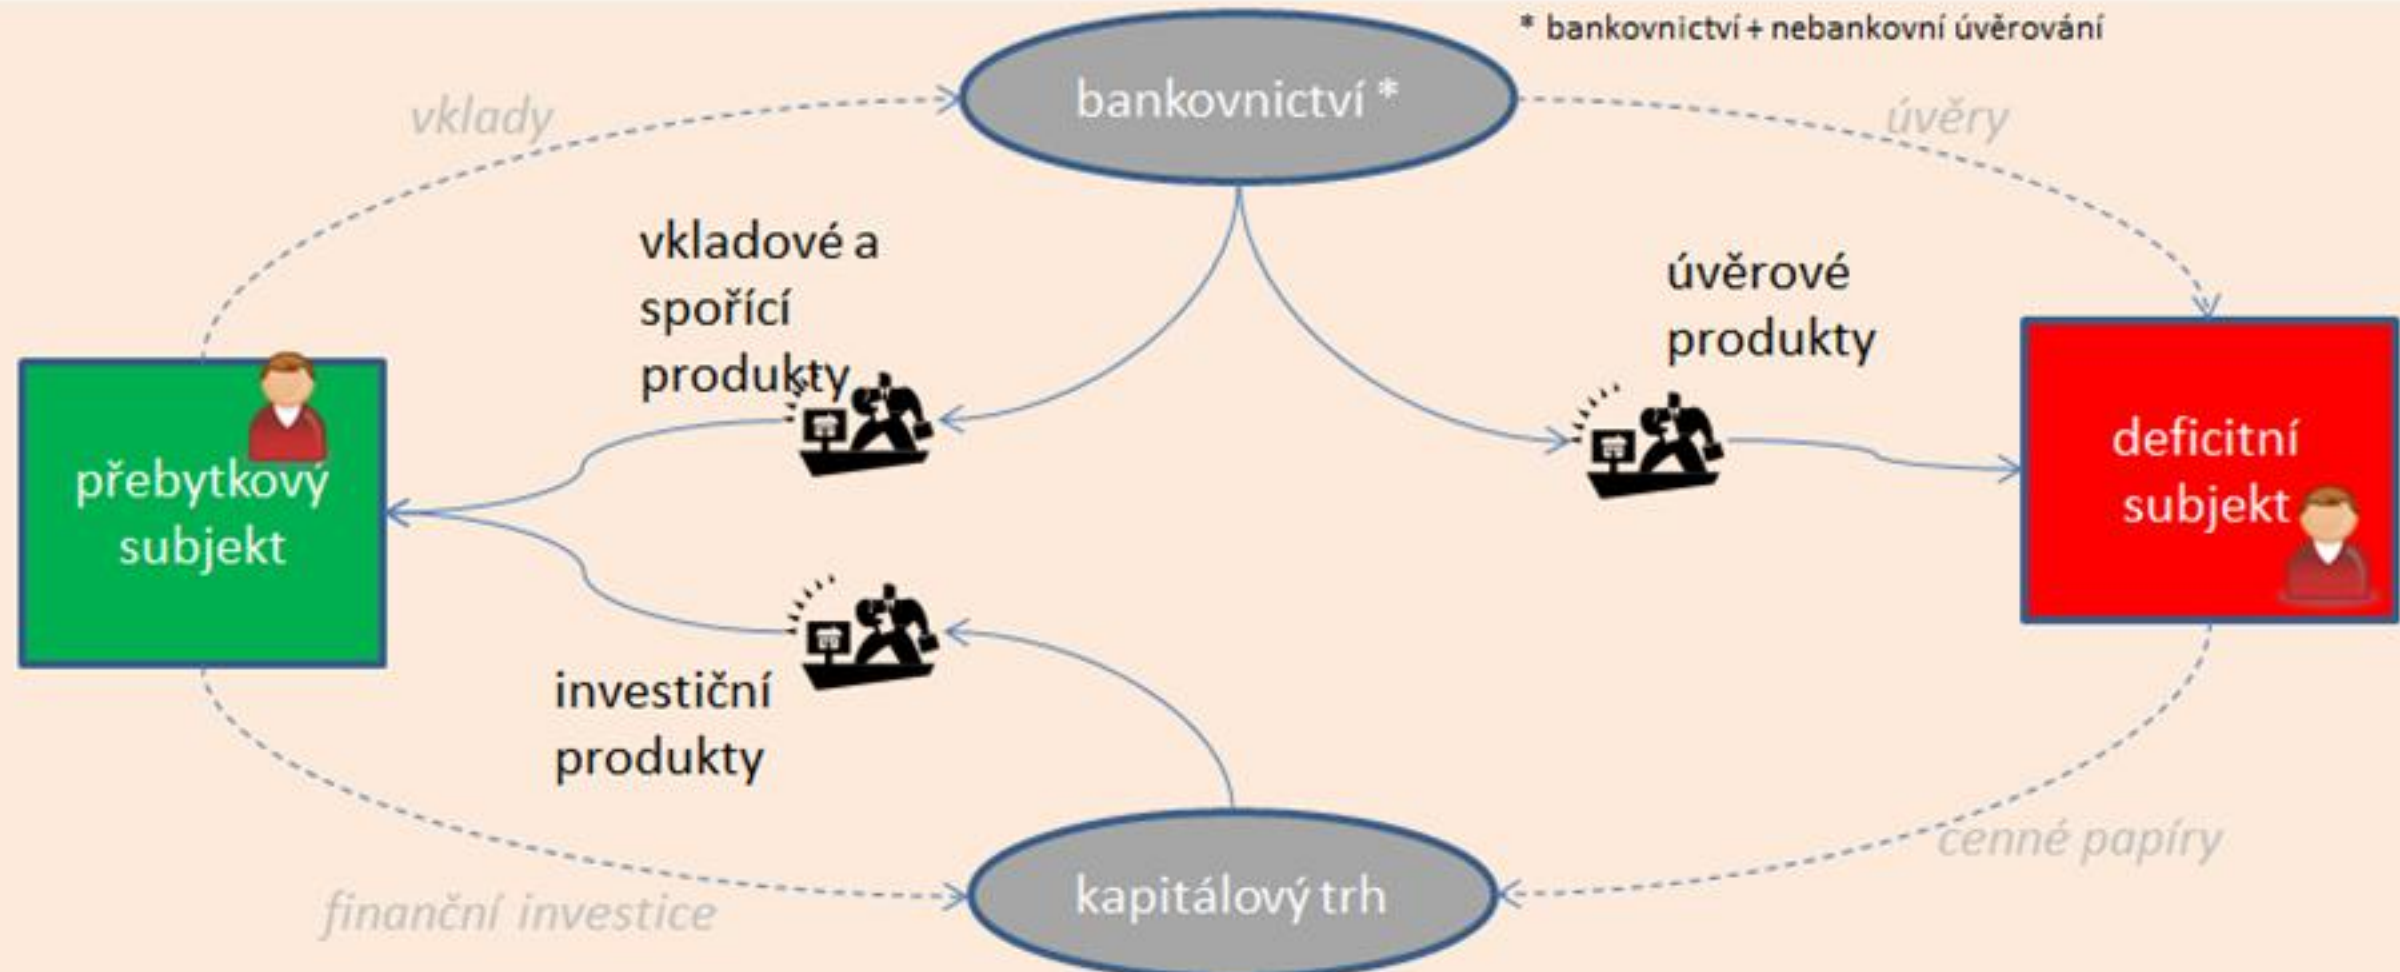 * bankovnictví + nebankovní úvěrování
bankovnictví *
vklady
úvěry
vkladové a
spořící
produkty
úvěrové
produkty
přebytkový
subjekt
deficitní
subjekt
investiční
produkty
cenné papíry
finanční investice
kapitálový trh